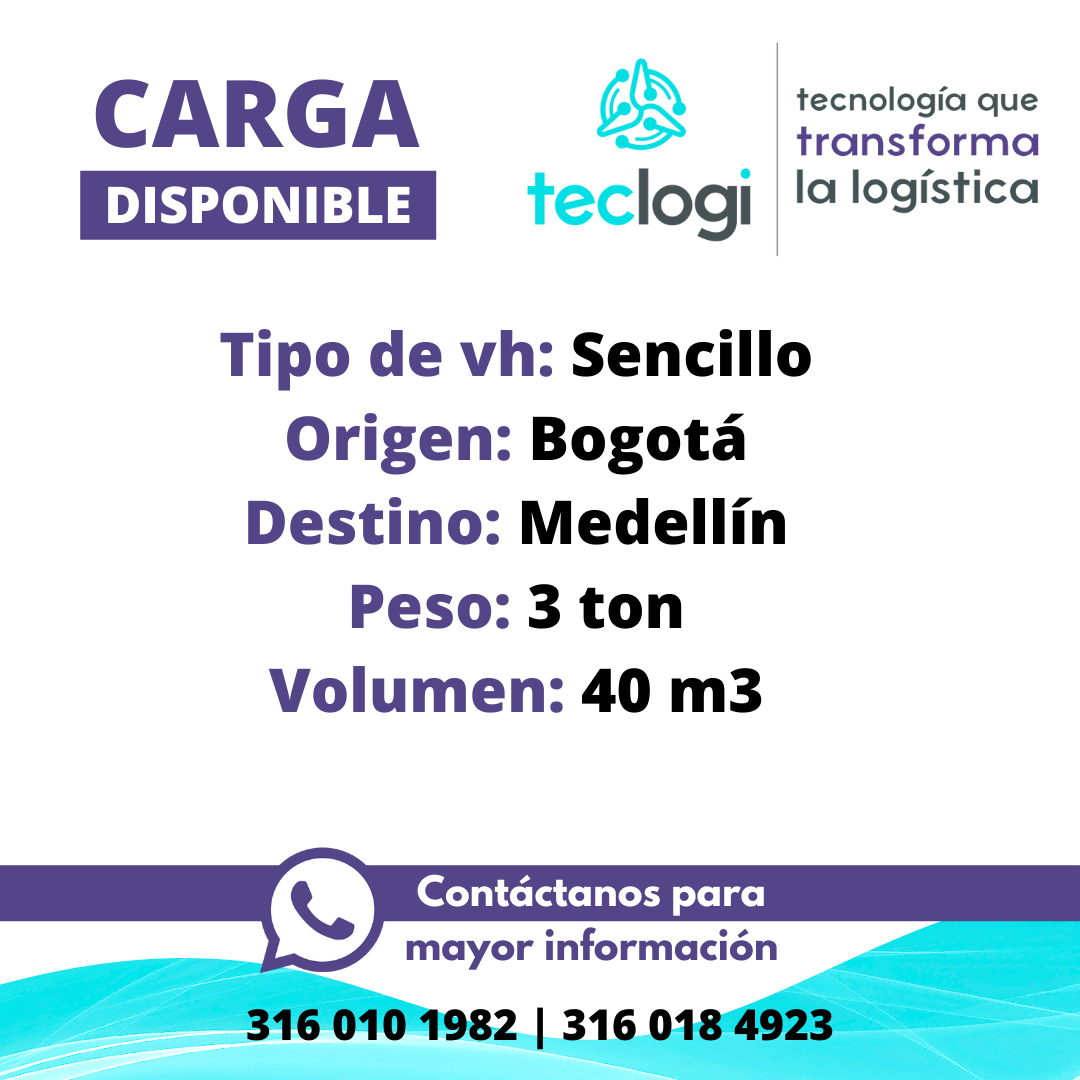 CARGA
DISPONIBLE
teclogi
tecnología que
transforma
la logística
Tipo de vh: Sencillo
Origen: Bogotá
Destino: Medellín
Peso: 3 ton
Volumen: 40 m3
Contáctanos para
mayor información
316 010 1982 | 316 018 4923